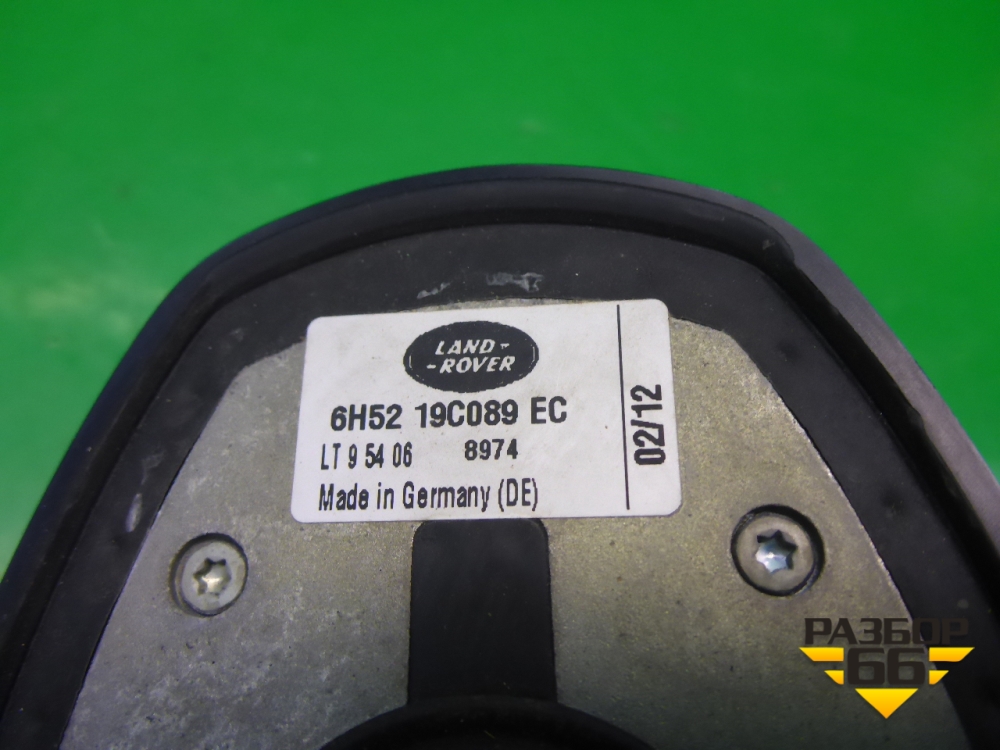 LAND-
-ROVER
6H52 19C089 EC
LT 9 54 06 8974
Made in Germany (DE)
02/12
РАЗБОР
66